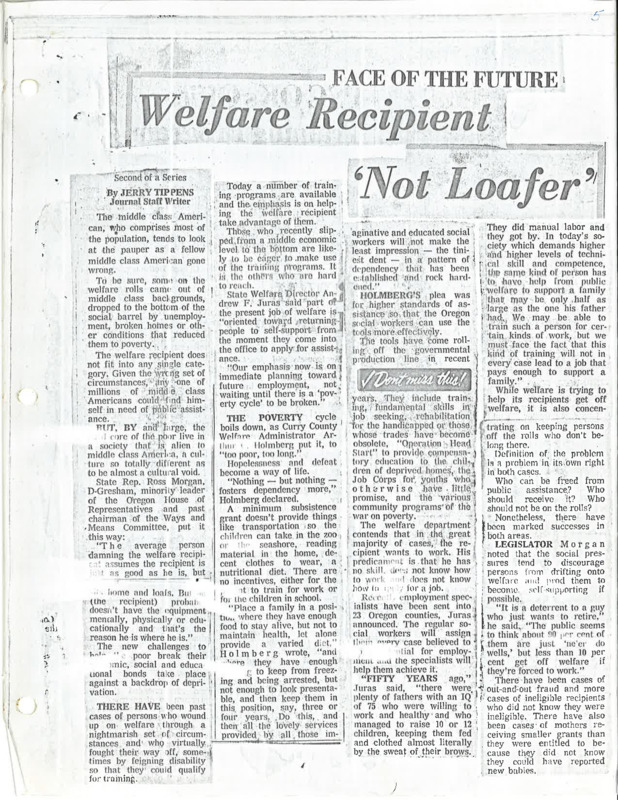 5
FACE OF THE FUTURE
Welfare Recipient
'Not Loafer'
Second of a Series
By JERRY TIPPENS
Journal Staff Writer
The middle class Ameri-
can, who comprises most of
the population, tends to look
at the pauper as a fellow
middle class American gone
wrong.
To be sure, some on the
welfare rolls came out of
middle class backgrounds,
dropped to the bottom of the
social barrel by unemploy-
ment, broken homes or oth-
er conditions that reduced
them to poverty.
The welfare recipient does
not fit into any single cate-
gory. Given the wrong set of
circumstances, any one of
millions of middle class
Americans could find him-
self in need of public assist-
ance.
BUT, BY and large, the
core of the poor live in
a society that is alien to
middle class America, a cul-
ture so totally different as
to be almost a cultural void.
State Rep. Ross Morgan,
D-Gresham, minority leader
of the Oregon House of
Representatives and past
chairman of the Ways and
Means Committee, put it
this way:
"The average person
damning the welfare recipi-
assumes the recipient is
just as good as he is, but
home and loafs. But
(the recipient)
doesn't have the equipment
mentally, physically or edu-
cationally and that's the
reason he is where he is."
The new challenges to
poor break their
social and educa-
tional bonds take place
against a backdrop of depri-
vation.
THERE HAVE been past
cases of persons who wound
up on welfare through a
nightmarish set of circum-
stances and who virtually
fought their way off, some-
times by feigning disability
so that they could qualify
for training.
Today a number of train-
ing programs are available
and the emphasis is on help-
ing the welfare recipient
take advantage of them.
Those who recently slip-
ped from a middle economic
level to the bottom are like-
ly to be eager to make use
of the training programs. It
is the others who are hard
to reach.
State Welfare Director An-
drew F. Juras said part of
the present job of welfare is
"oriented toward returning
people to self-support from
the moment they come into
the office to apply for assist-
ance.
"Our emphasis now is on
immediate planning toward
future employment, not
waiting until there is a 'pov-
erty cycle' to be broken."
THE POVERTY cycle
boils down, as Curry County
Welfare Administrator Ar-
Holmberg put it, to
"too poor, too long."
Hopelessness and defeat
become a way of life.
"Nothing — but nothing —
fosters dependency more,"
Holmberg declared.
A minimum subsistence
grant doesn't provide things
like transportation so the
children can take in the zoo
or the seashore, reading
material in the home, de-
cent clothes to wear, a
nutritional diet. There are
no incentives, either for the
to train for work or
for the children in school.
"Place a family in a posi-
tion where they have enough
food to stay alive, but not to
maintain health, let alone
provide a varied diet,"
Holmberg wrote, "and
they have enough
to keep from freez-
ing and being arrested, but
not enough to look presenta-
ble, and then keep them in
this position, say, three or
four years. Do this, and
then all the lovely services
provided by all those im-
aginative and educated social
workers will not make the
least impression — the tini-
est dent — in a pattern of
dependency that has been
established and rock hard-
ened."
HOLMBERG'S plea was
for higher standards of as-
sistance so that the Oregon
social workers can use the
tools more effectively.
The tools have come roll-
ing off the governmental
production line in recent
Don't miss this!
years. They include train-
ing, fundamental skills in
job seeking, rehabilitation
for the handicapped or those
whose trades have become
obsolete, "Operation Head
Start" to provide compensa-
tory education to the chil-
dren of deprived homes, the
Job Corps for youths who
otherwise have little
promise, and the various
community programs of the
war on poverty.
The welfare department
contends that in the great
majority of cases, the re-
cipient wants to work. His
predicament is that he has
no skill, does not know how
to work and does not know
how to apply for a job.
employment spe-
cialists have been sent into
23 Oregon counties, Juras
announced. The regular so-
cial workers will assign
every case believed to
for employ-
ment and the specialists will
help them achieve it.
"FIFTY YEARS ago,"
Juras said, "there were
plenty of fathers with an IQ
of 75 who were willing to
work and healthy and who
managed to raise 10 or 12
children, keeping them fed
and clothed almost literally
by the sweat of their brows.
They did manual labor and
they got by. In today's so-
ciety which demands higher
and higher levels of techni-
cal skill and competence,
the same kind of person has
to have help from public
welfare to support a family
that may be only half as
large as the one his father
had. We may be able to
train such a person for cer-
tain kinds of work, but we
must face the fact that this
kind of training will not in
every case lead to a job that
pays enough to support a
family."
While welfare is trying to
help its recipients get off
welfare, it is also concen-
trating on keeping persons
off the rolls who don't be-
long there.
Definition of the problem
is a problem in its own right
in both cases.
Who can be freed from
public assistance? Who
should receive it? Who
should not be on the rolls?
Nonetheless, there have
been marked successes in
both areas.
LEGISLATOR Morgan
noted that the social pres-
sures tend to discourage
persons from drifting onto
welfare and prod them to
become self-supporting if
possible.
"It is a deterrent to a guy
who just wants to retire,"
he said. "The public seems
to think about 90 per cent of
them are just 'ne'er do
wells,' but less than 10 per
cent get off welfare if
they're forced to work."
There have been cases of
out-and-out fraud and more
cases of ineligible recipients
who did not know they were
ineligible. There have also
been cases of mothers re-
ceiving smaller grants than
they were entitled to be-
cause they did not know
they could have reported
new babies.